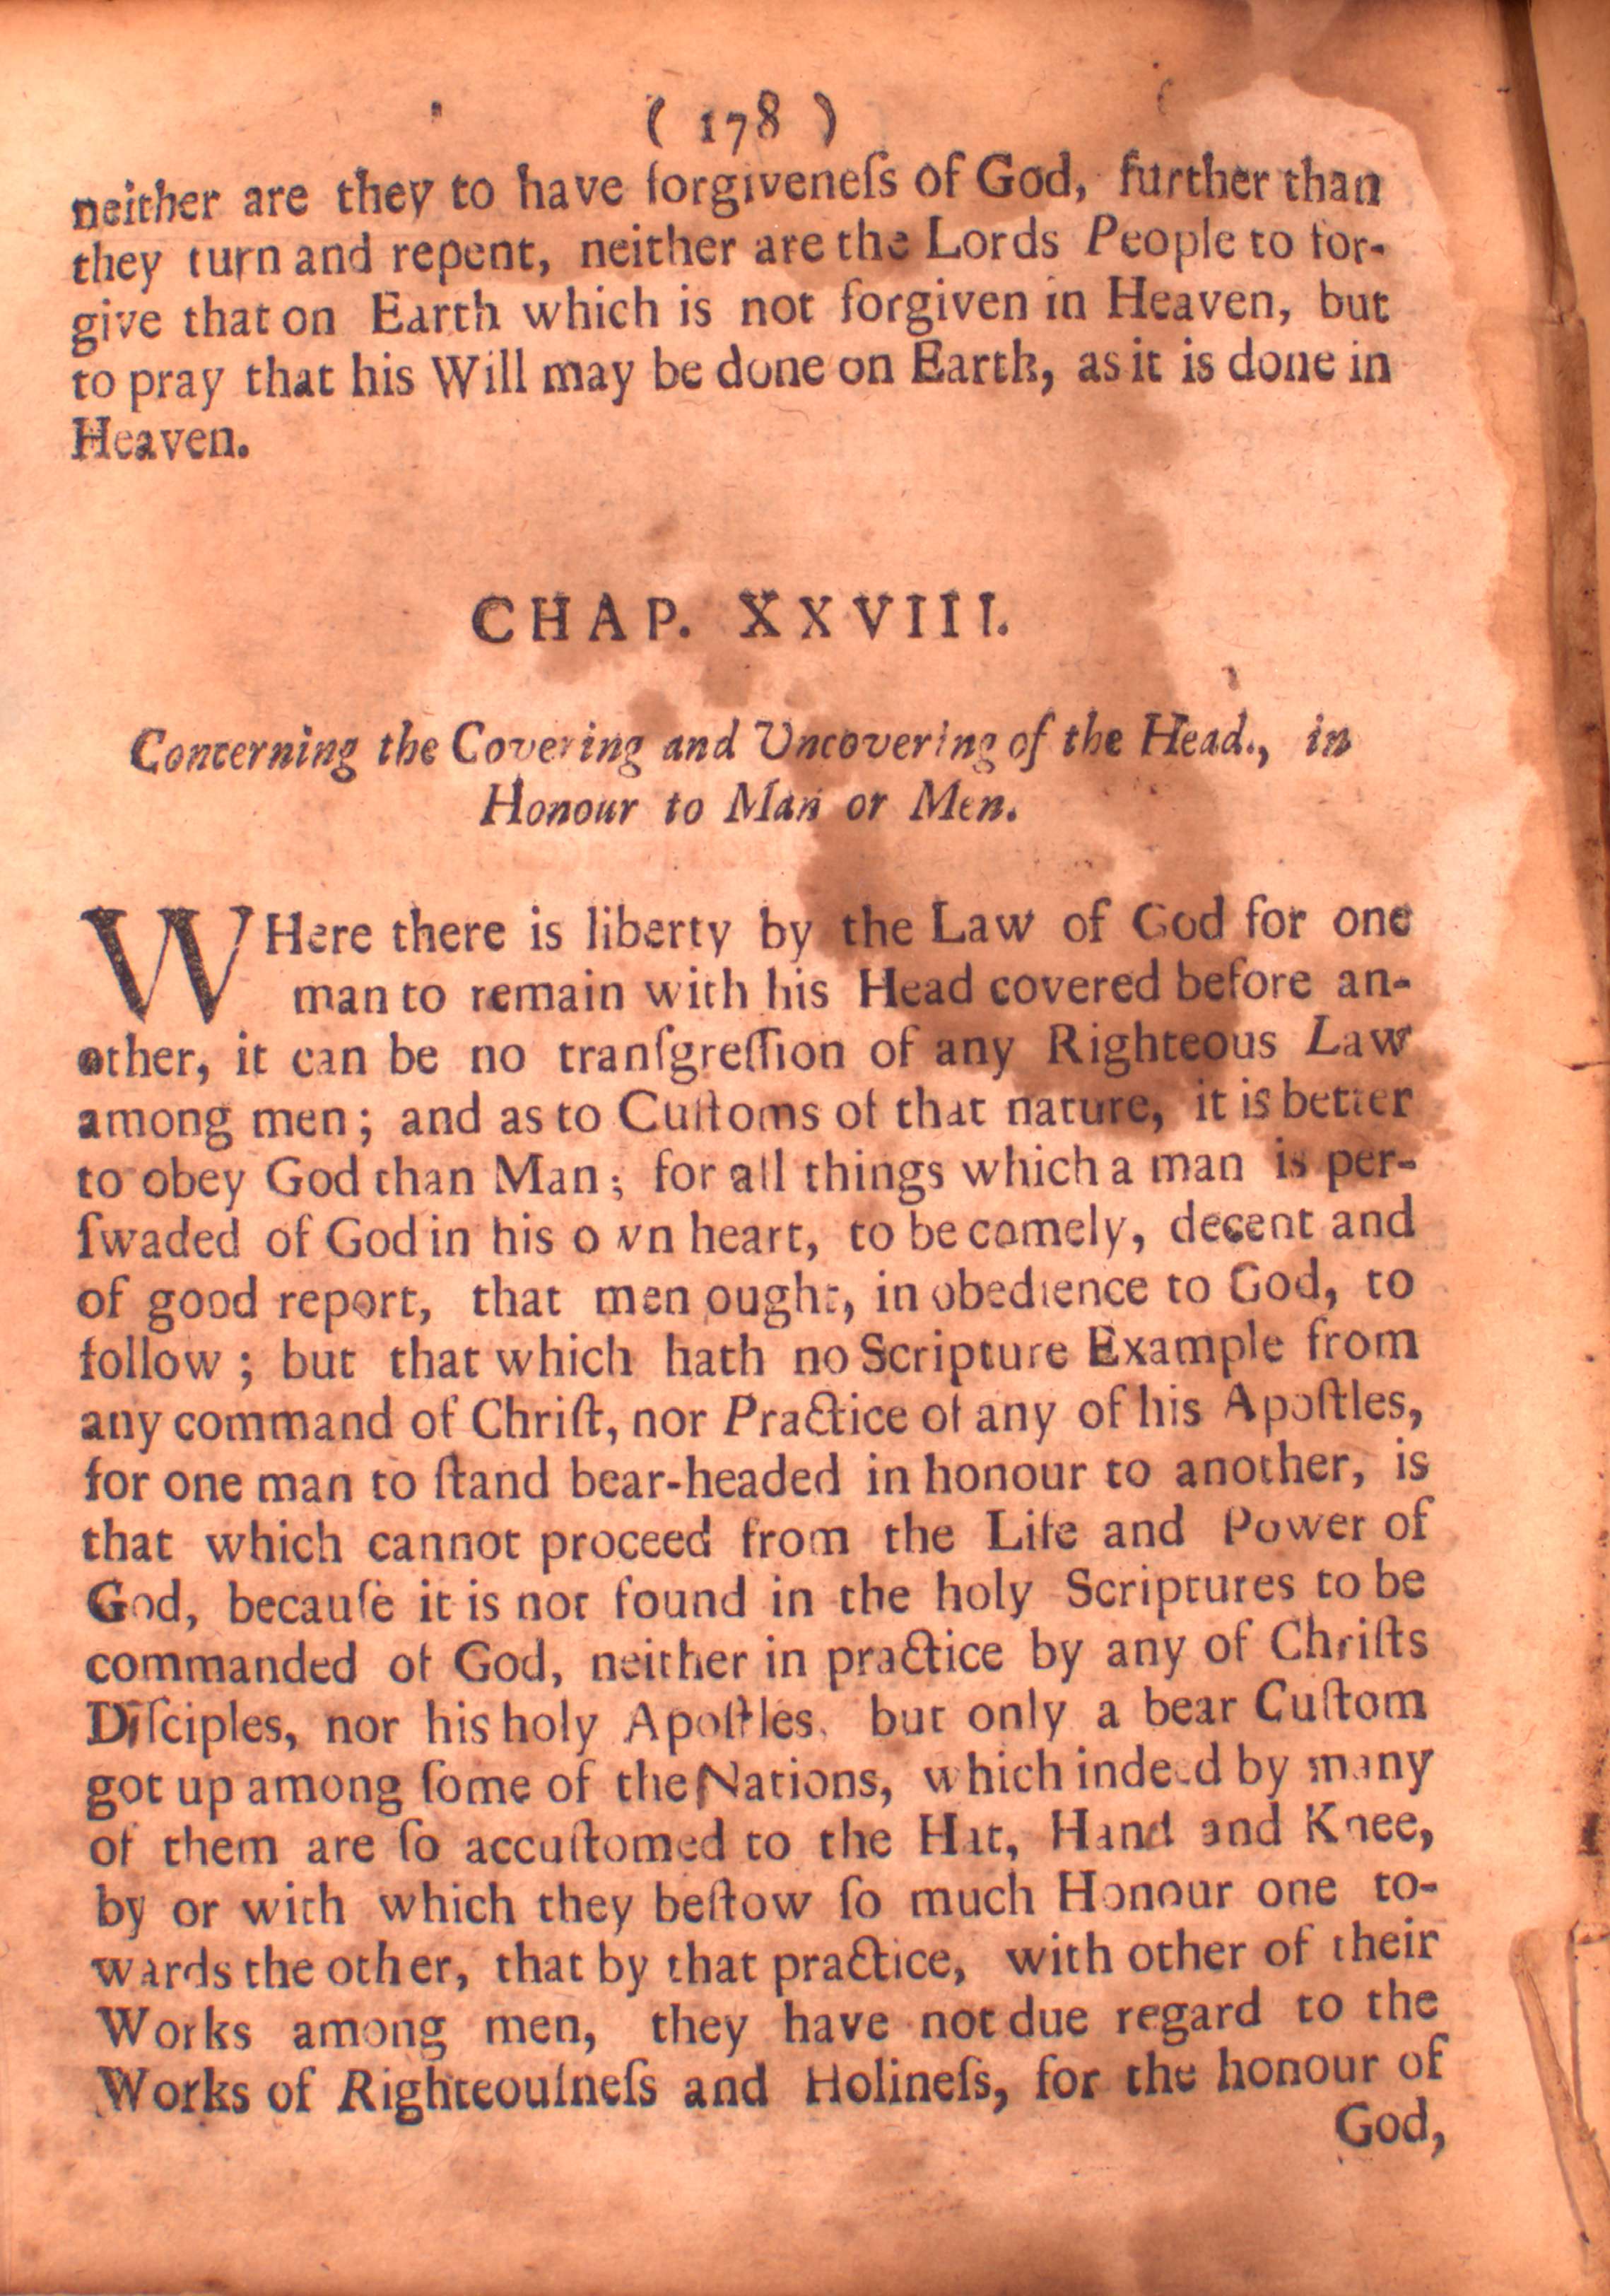 ( 178 )
neither are they to have forgiveneſs of God, further than
they turn and repent, neither are the Lords People to for-
give that on Earth which is not forgiven in Heaven, but
to pray that his Will may be done on Earth, as it is done in
Heaven.
CHAP. XXVIII.
Concerning the Covering and Uncovering of the Head., in
Honour to Man or Men.
WHere there is liberty by the Law of God for one
man to remain with his Head covered before an-
other, it can be no tranſgreſſion of any Righteous Law
among men; and as to Cuſtoms of that nature, it is better
to obey God than Man; for all things which a man is per-
ſwaded of God in his own heart, to be comely, decent and
of good report, that men ought, in obedience to God, to
follow; but that which hath no Scripture Example from
any command of Chriſt, nor Practice of any of his Apoſtles,
for one man to ſtand bear-headed in honour to another, is
that which cannot proceed from the Life and Power of
God, becauſe it is not found in the holy Scriptures to be
commanded of God, neither in practice by any of Chriſts
Diſciples, nor his holy Apoſtles, but only a bear Cuſtom
got up among ſome of the Nations, which indeed by many
of them are ſo accuſtomed to the Hat, Hand and Knee,
by or with which they beſtow ſo much Honour one to-
wards the other, that by that practice, with other of their
Works among men, they have not due regard to the
Works of Righteouſneſs and Holineſs, for the honour of
God,